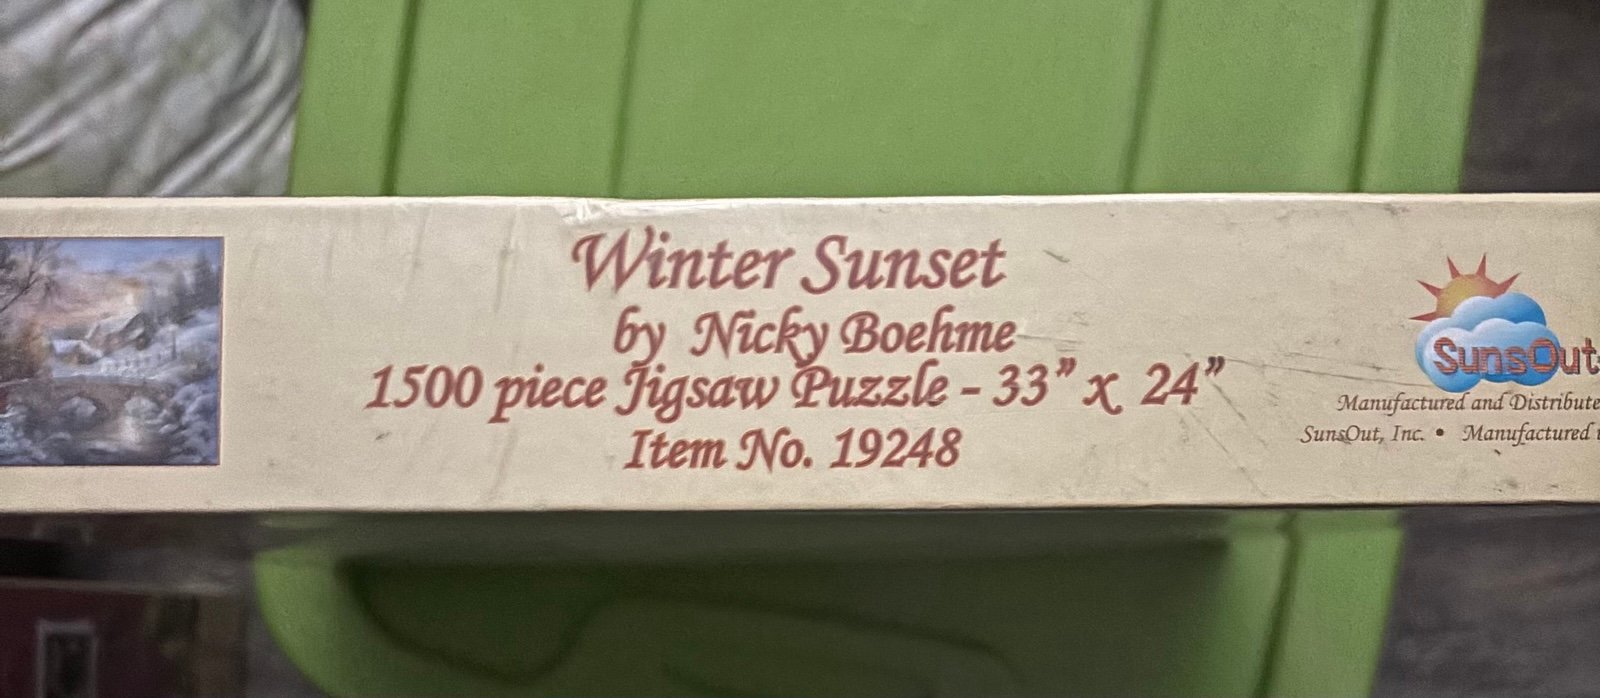 Winter Sunset
by Nicky Boehme
1500 piece Jigsaw Puzzle - 33” x 24”
Item No. 19248
SunsOut
Manufactured and Distribute
SunsOut, Inc. • Manufactured